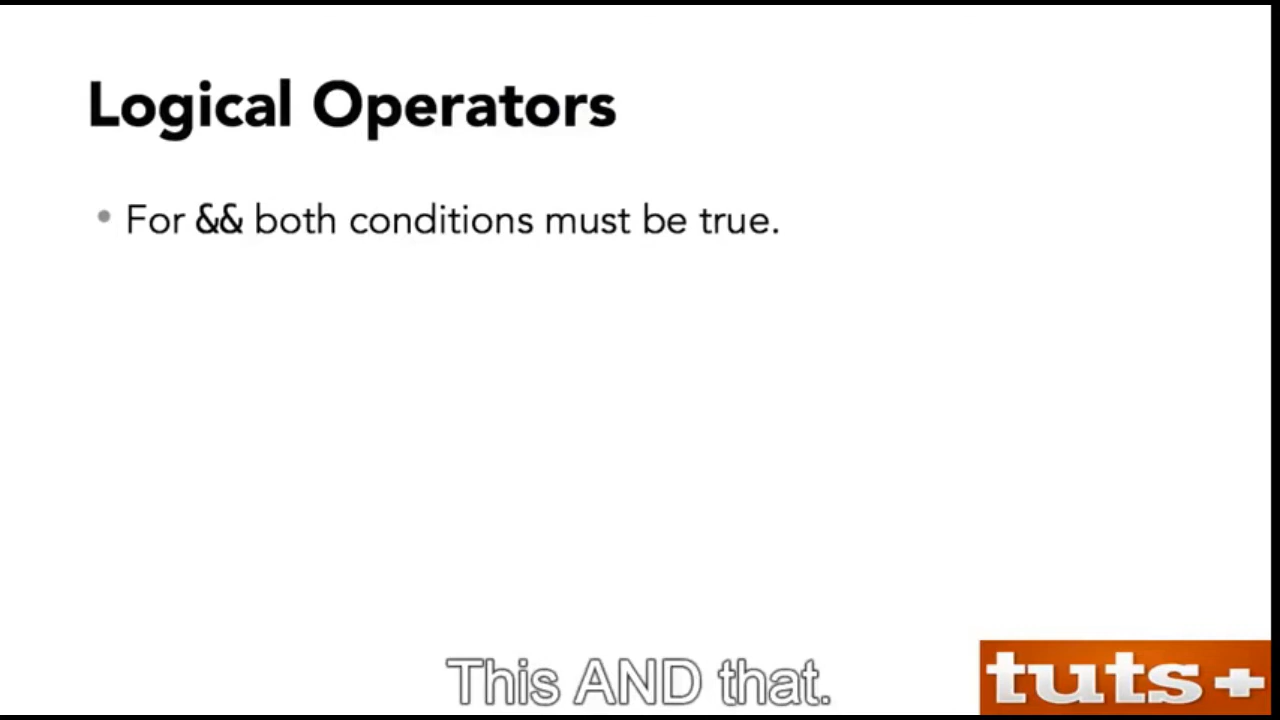 Logical Operators
• For && both conditions must be true.
This AND that.
tuts+